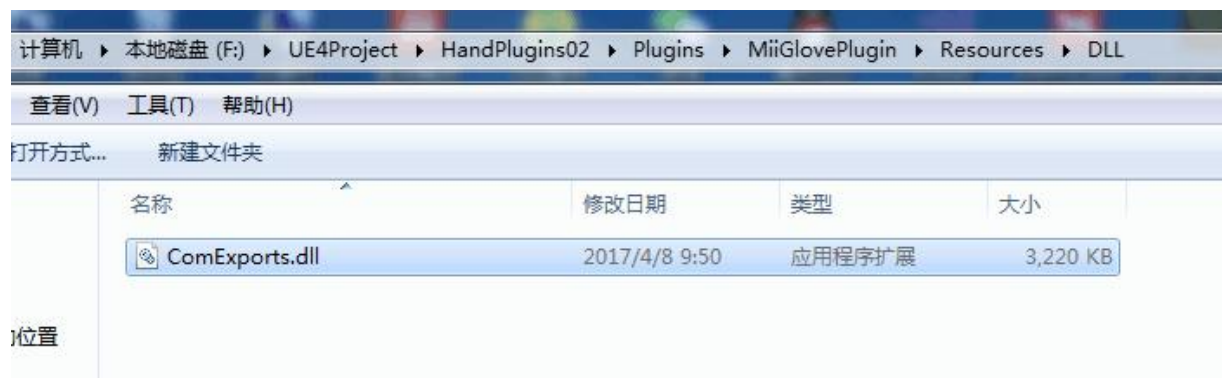 计算机 ▸ 本地磁盘 (F:) ▸ UE4Project ▸ HandPlugins02 ▸ Plugins ▸ MiiGlovePlugin ▸ Resources ▸ DLL
查看(V) 工具(T) 帮助(H)
打开方式... 新建文件夹
名称 修改日期 类型 大小
ComExports.dll 2017/4/8 9:50 应用程序扩展 3,220 KB
位置